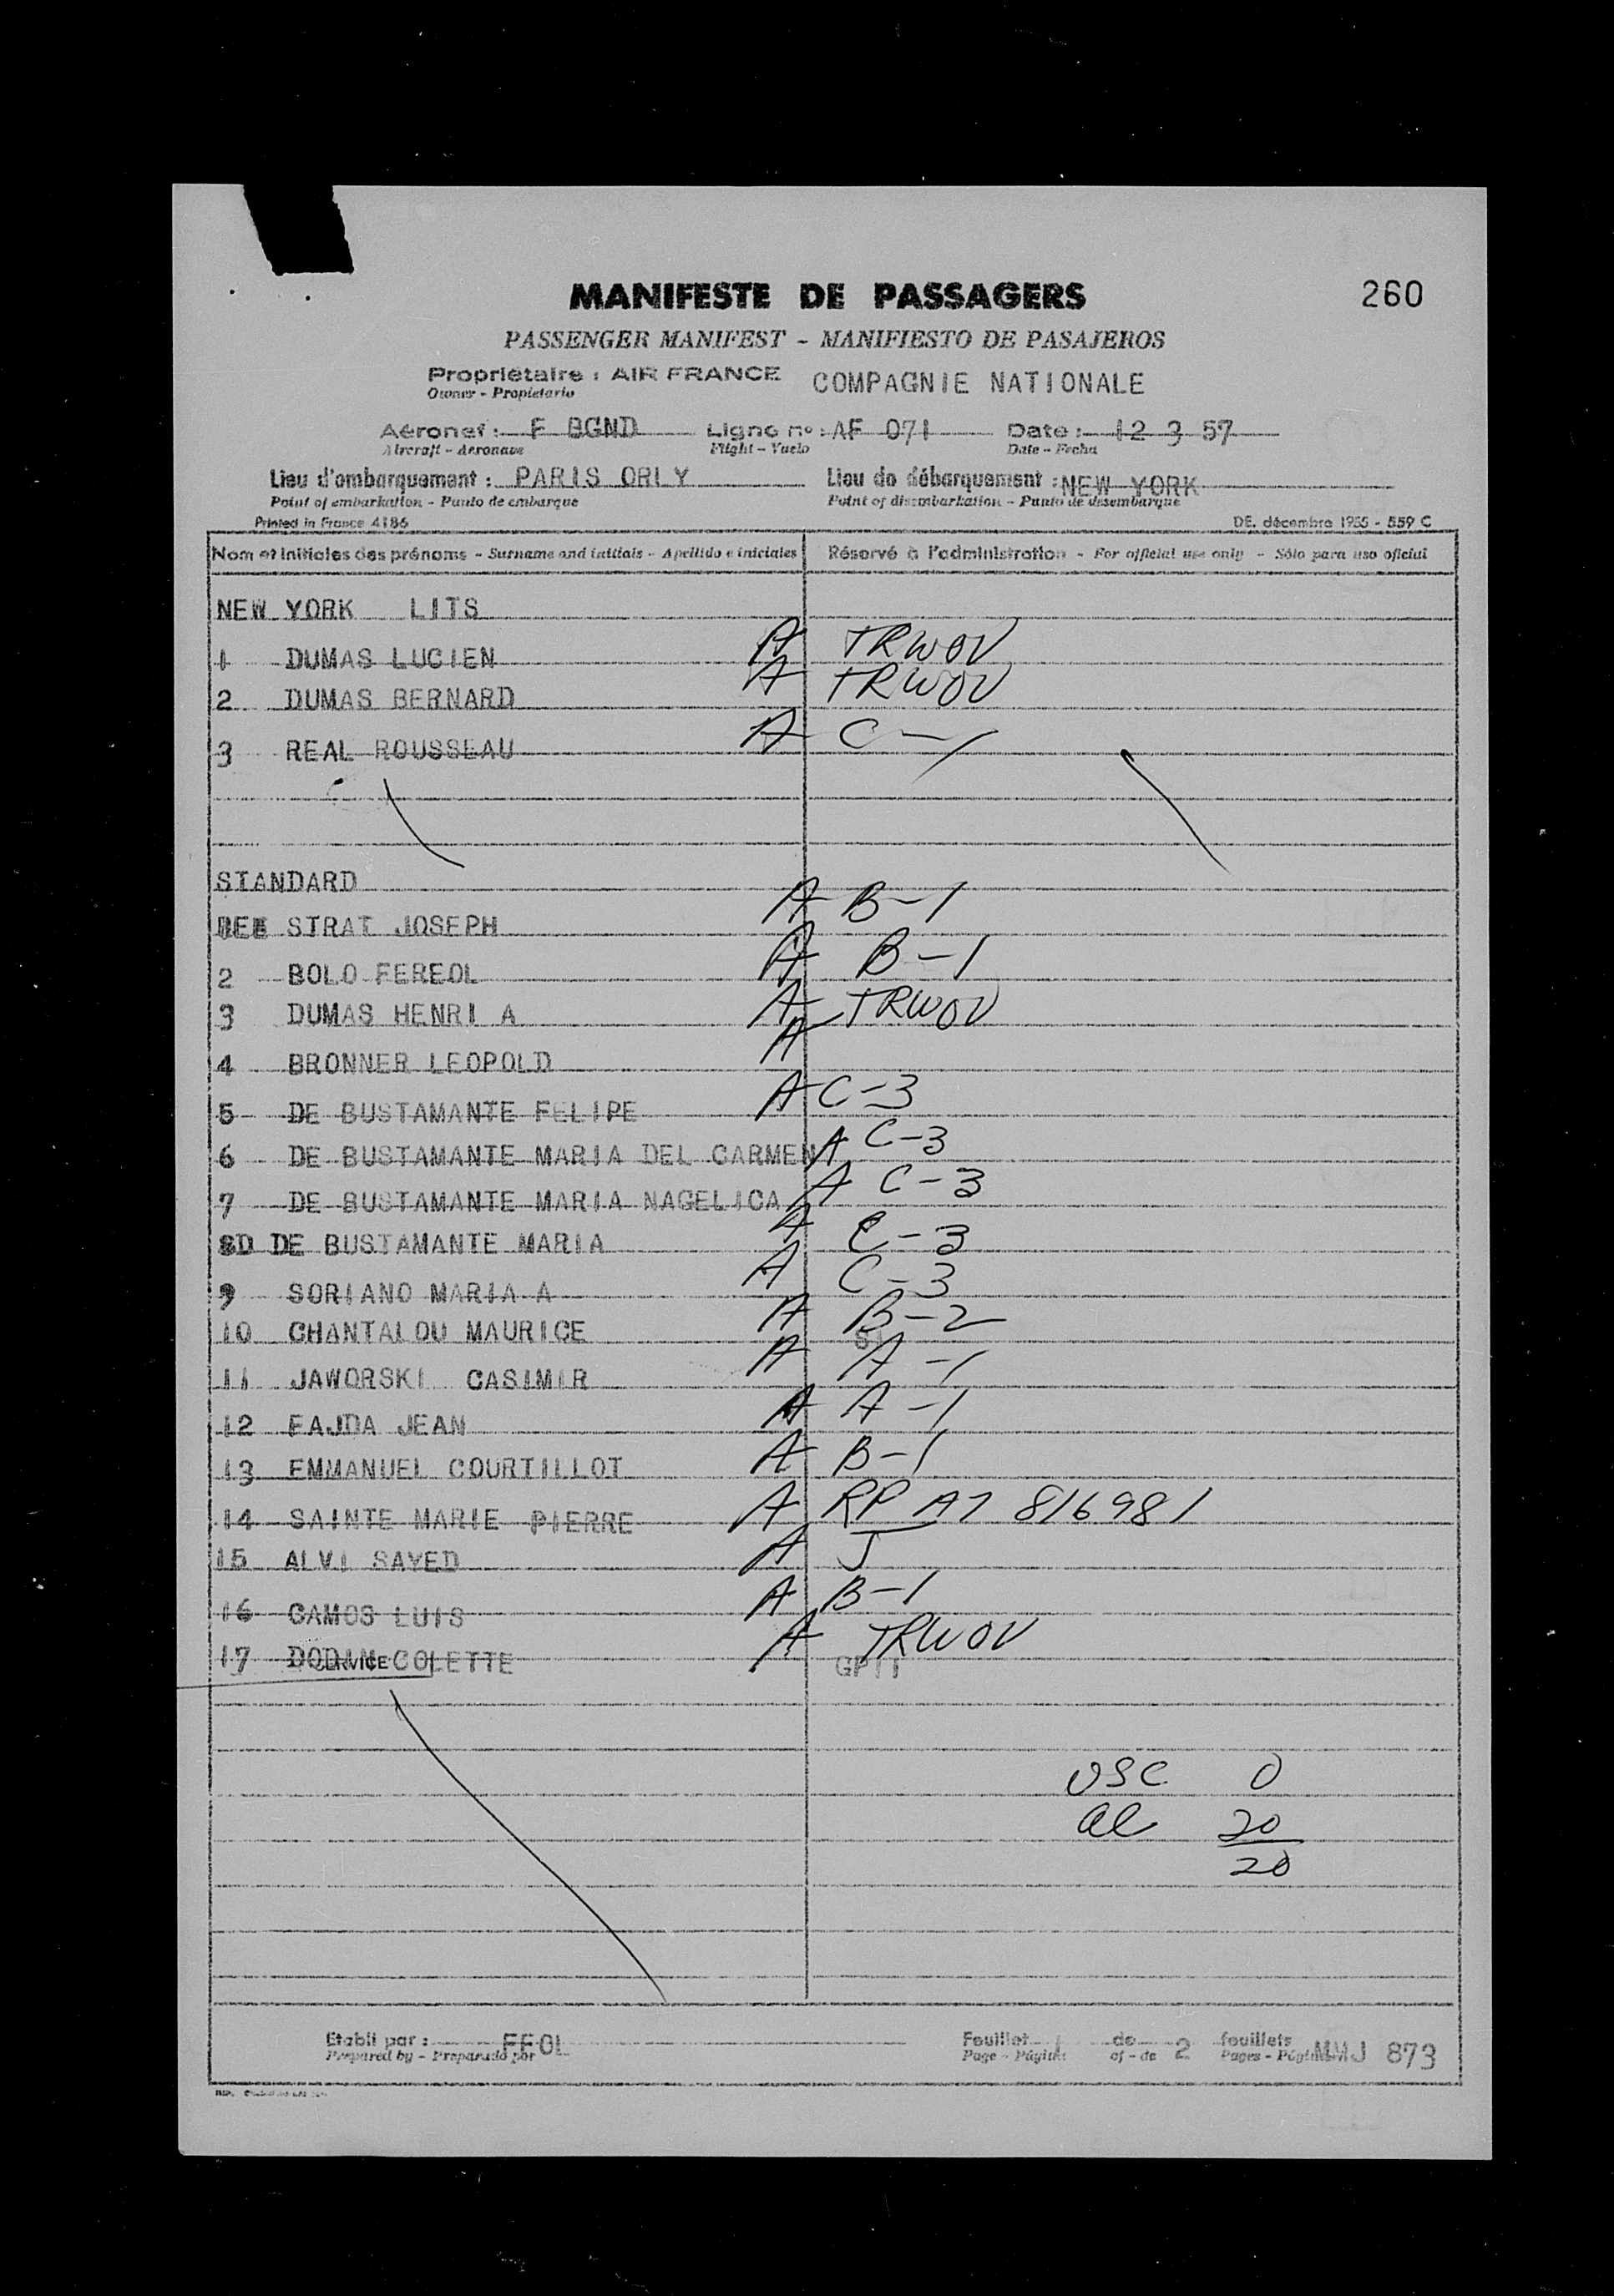 MANIFESTE DE PASSAGERS 260
PASSENGER MANIFEST - MANIFIESTO DE PASAJEROS
Propriétaire : AIR FRANCE COMPAGNIE NATIONALE
Owner - Propietario
Aéronef : F BGND Ligne nº : AF 071 Date : 12 3 57
Aircraft - Aeronave Flight - Vuelo Date - Fecha
Lieu d'embarquement : PARIS ORLY Lieu de débarquement : NEW YORK
Point of embarkation - Punto de embarque Point of disembarkation - Punto de desembarque
Printed in France 4186 DE. décembre 1955 - 559 C
Nom et initiales des prénoms - Surname and initials - Apellido e iniciales Réservé à l'administration - For official use only - Sólo para uso oficial
NEW YORK LITS
1 DUMAS LUCIEN A TRWOV
2 DUMAS BERNARD A TRWOV
3 REAL ROUSSEAU A C-1
STANDARD
STRAT JOSEPH A B-1
2 BOLO FEREOL A B-1
3 DUMAS HENRI A A TRWOV
4 BRONNER LEOPOLD A
5 DE BUSTAMANTE FELIPE A C-3
6 DE BUSTAMANTE MARIA DEL CARMEN A C-3
7 DE BUSTAMANTE MARIA NAGELICA A C-3
8D DE BUSTAMANTE MARIA A C-3
9 SORIANO MARIA A A C-3
10 CHANTALOU MAURICE A B-2
11 JAWORSKI CASIMIR A A-1
12 FAJDA JEAN A A-1
13 EMMANUEL COURTILLOT A B-1
14 SAINTE MARIE PIERRE A RP A7 816981
15 ALVI SAYED A J
16 CAMOS LUIS A B-1
17 DODIN COLETTE A TRWOV
SERVICE GP11
USC 0
al 20
20
Etabli par : FFOL Feuillet 1 de 2 feuillets MMJ 873
Prepared by - Preparado por Page - Página of - de Pages - Páginas